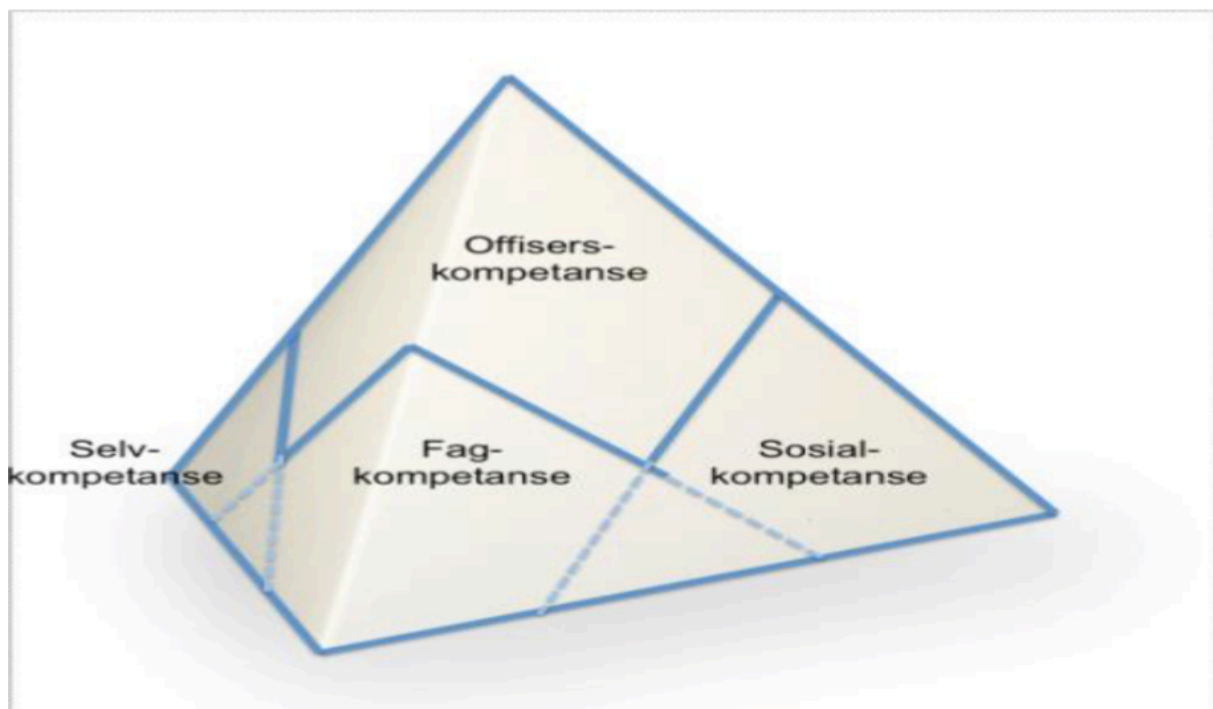 Offisers-
kompetanse
Selv-
kompetanse
Fag-
kompetanse
Sosial-
kompetanse